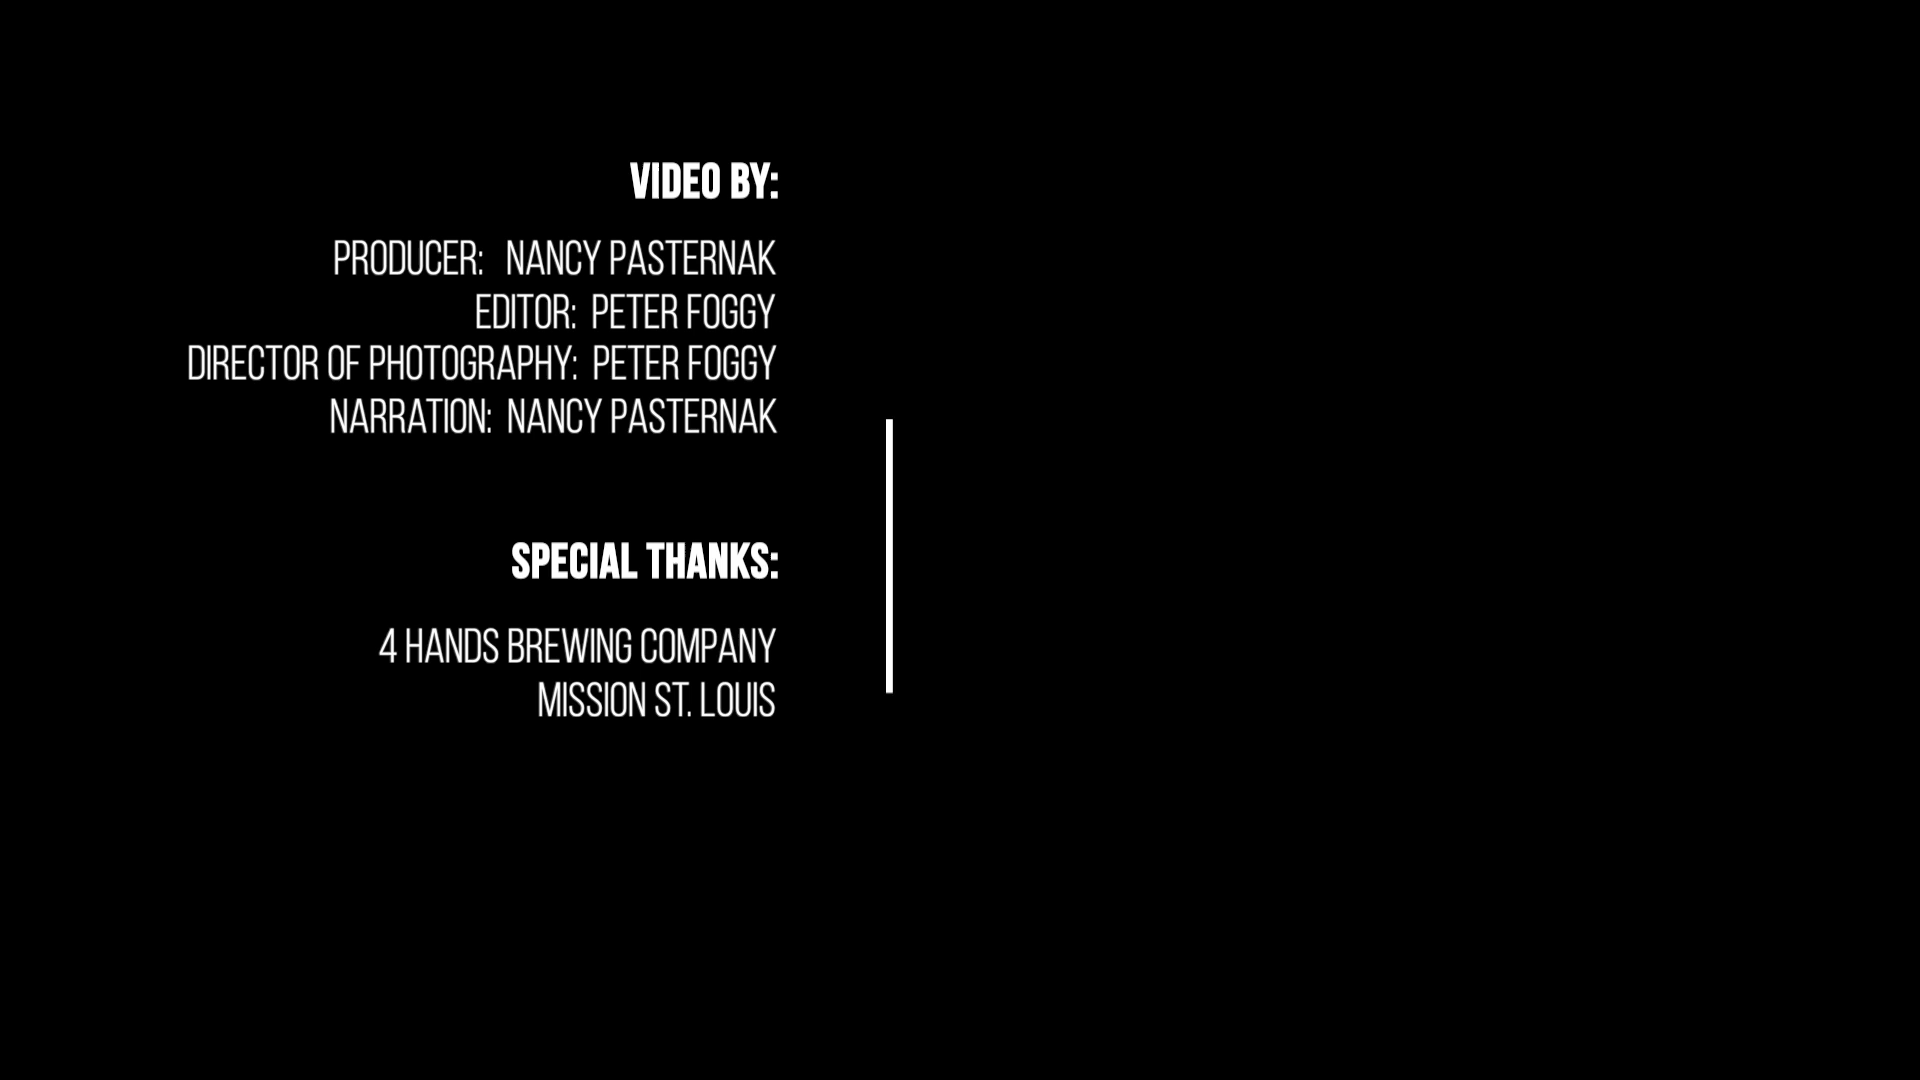 VIDEO BY:
PRODUCER: NANCY PASTERNAK
EDITOR: PETER FOGGY
DIRECTOR OF PHOTOGRAPHY: PETER FOGGY
NARRATION: NANCY PASTERNAK
SPECIAL THANKS:
4 HANDS BREWING COMPANY
MISSION ST. LOUIS